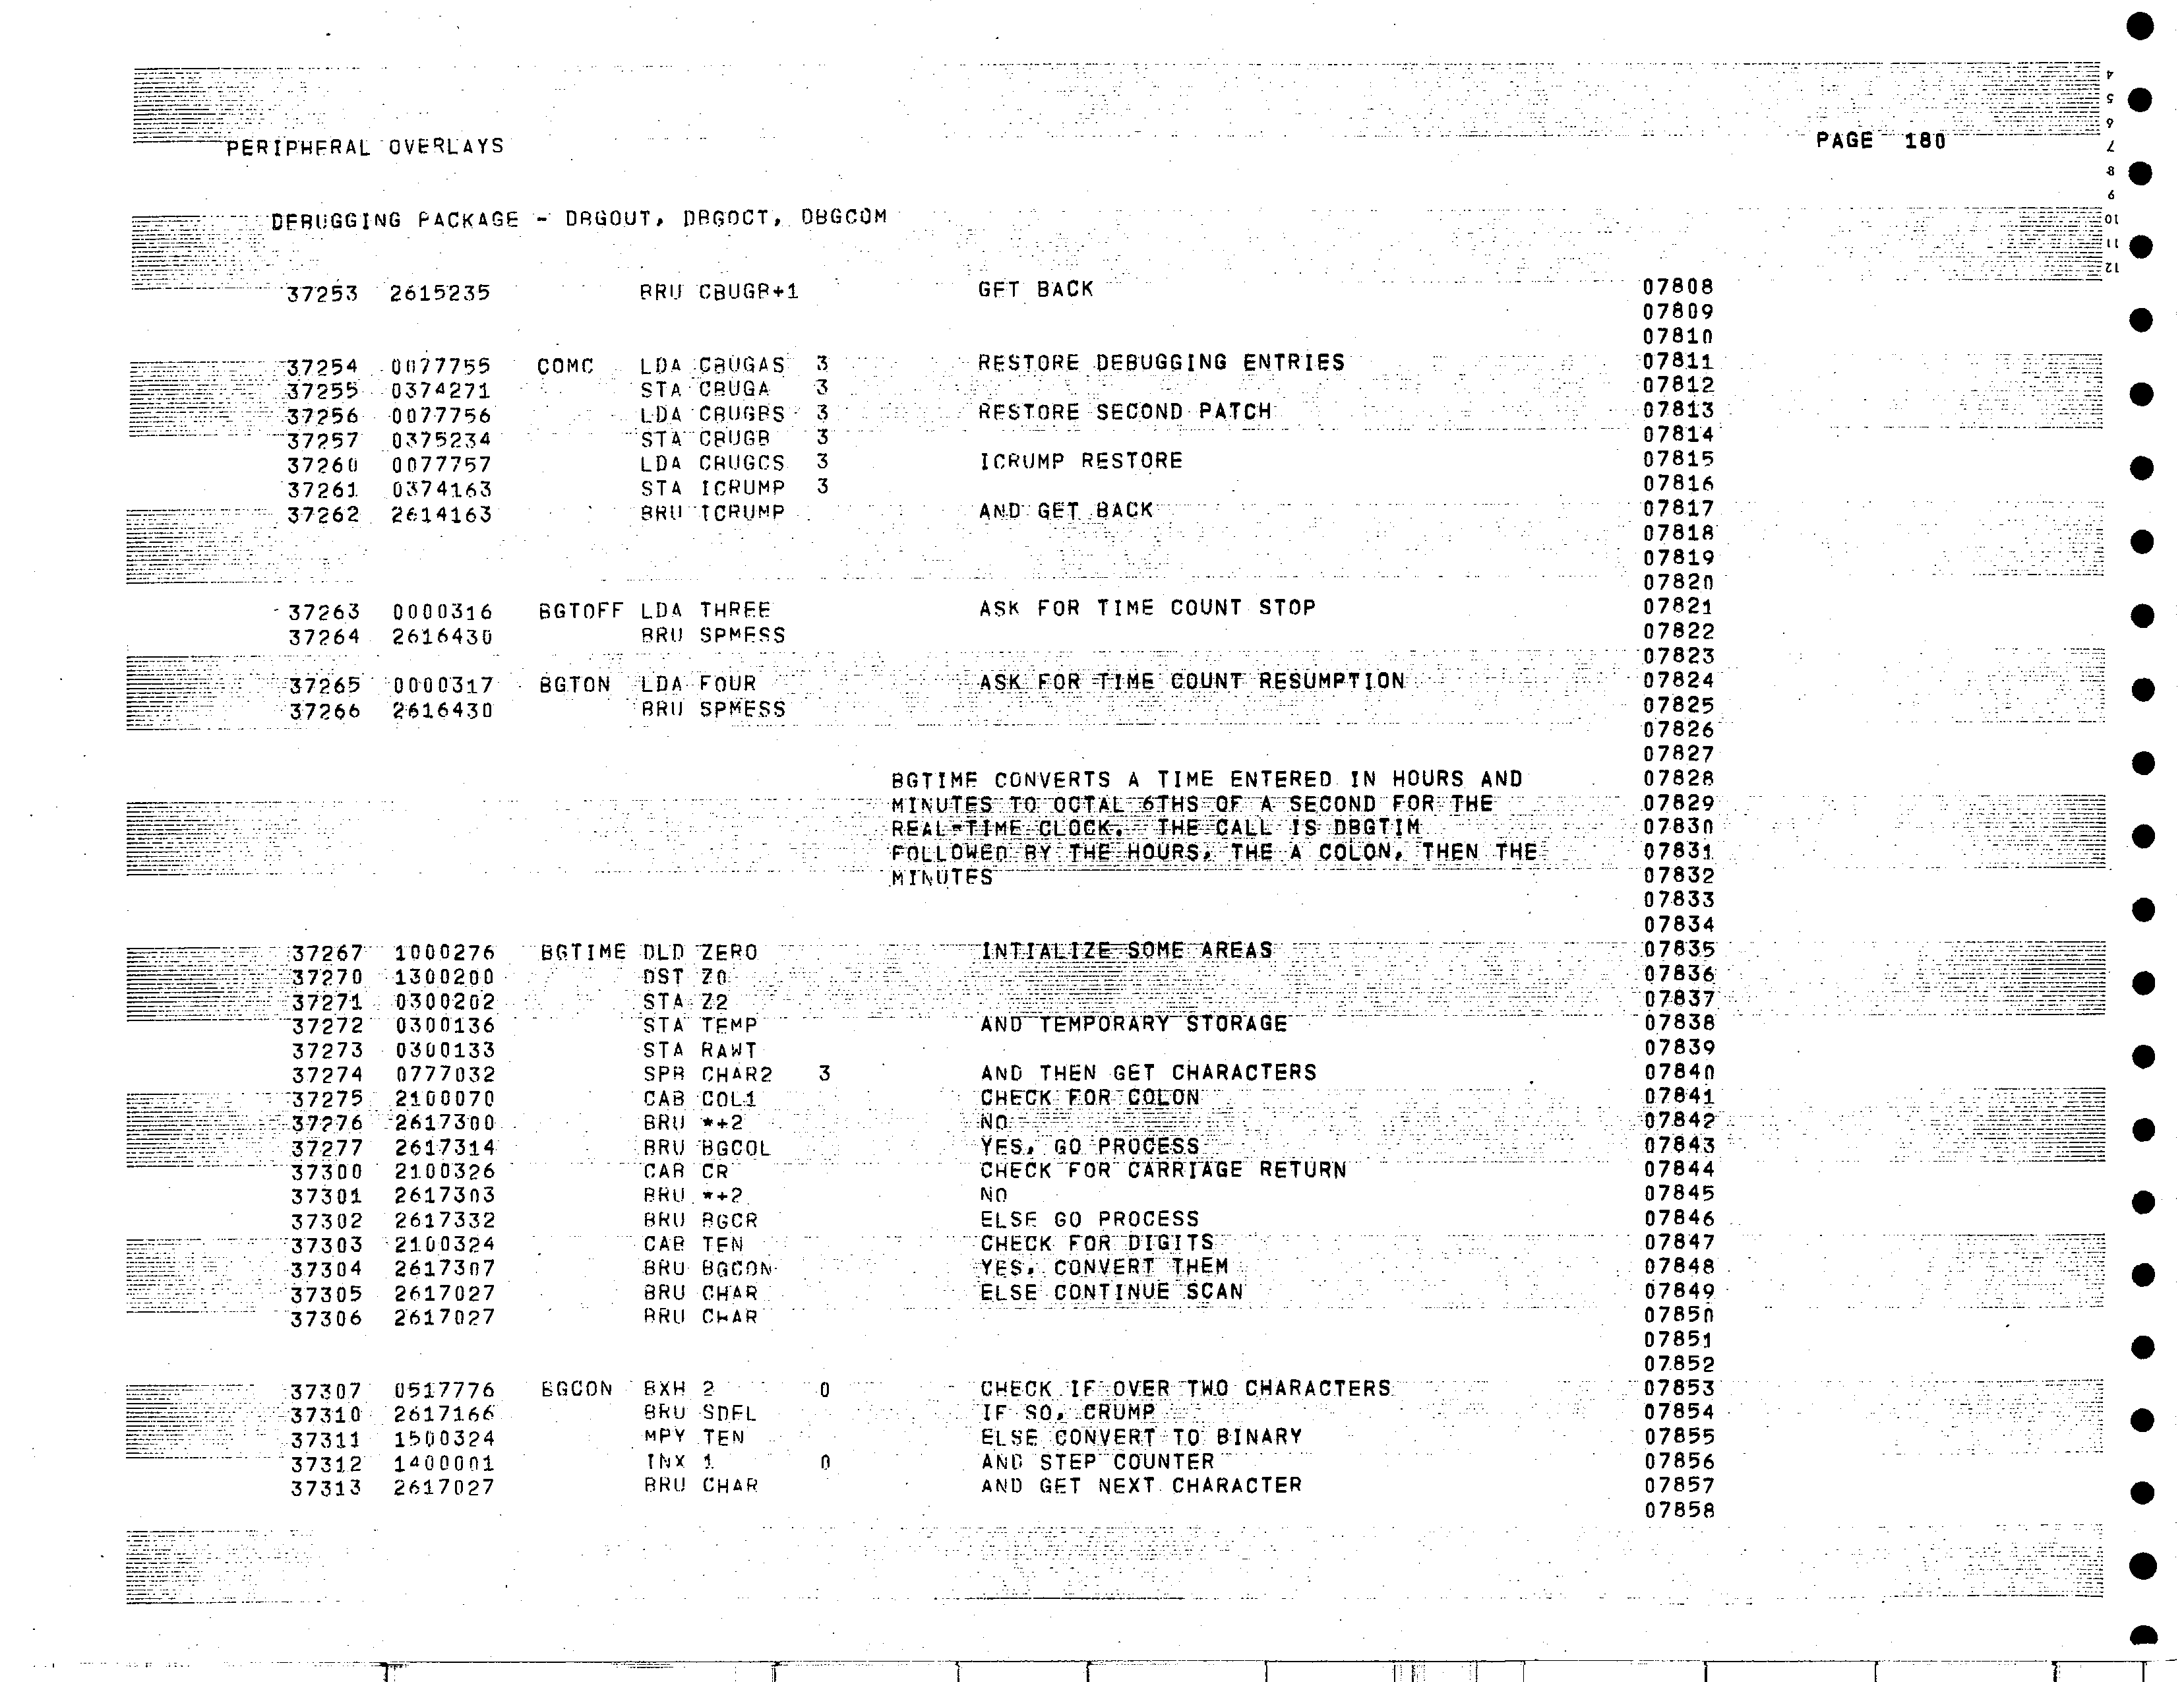 PERIPHERAL OVERLAYS PAGE 180
DEBUGGING PACKAGE - DBGOUT, DBGOCT, DBGCOM
37253 2615235 BRU CBUGB+1 GET BACK 07808
07809
07810
37254 0077755 COMC LDA CBUGAS 3 RESTORE DEBUGGING ENTRIES 07811
37255 0374271 STA CBUGA 3 07812
37256 0077756 LDA CBUGBS 3 RESTORE SECOND PATCH 07813
37257 0375234 STA CBUGB 3 07814
37260 0077757 LDA CBUGCS 3 ICRUMP RESTORE 07815
37261 0374163 STA ICRUMP 3 07816
37262 2614163 BRU ICRUMP AND GET BACK 07817
07818
07819
07820
37263 0000316 BGTOFF LDA THREE ASK FOR TIME COUNT STOP 07821
37264 2616430 BRU SPMESS 07822
07823
37265 0000317 BGTON LDA FOUR ASK FOR TIME COUNT RESUMPTION 07824
37266 2616430 BRU SPMESS 07825
07826
07827
BGTIME CONVERTS A TIME ENTERED IN HOURS AND 07828
MINUTES TO OCTAL 6THS OF A SECOND FOR THE 07829
REAL-TIME CLOCK. THE CALL IS DBGTIM 07830
FOLLOWED BY THE HOURS, THE A COLON, THEN THE 07831
MINUTES 07832
07833
07834
37267 1000276 BGTIME DLD ZERO INTIALIZE SOME AREAS 07835
37270 1300200 DST Z0 07836
37271 0300202 STA Z2 07837
37272 0300136 STA TEMP AND TEMPORARY STORAGE 07838
37273 0300133 STA RAWT 07839
37274 0777032 SPB CHAR2 3 AND THEN GET CHARACTERS 07840
37275 2100070 CAB COL1 CHECK FOR COLON 07841
37276 2617300 BRU *+2 NO 07842
37277 2617314 BRU BGCOL YES, GO PROCESS 07843
37300 2100326 CAB CR CHECK FOR CARRIAGE RETURN 07844
37301 2617303 BRU *+2 NO 07845
37302 2617332 BRU BGCR ELSE GO PROCESS 07846
37303 2100324 CAB TEN CHECK FOR DIGITS 07847
37304 2617307 BRU BGCON YES, CONVERT THEM 07848
37305 2617027 BRU CHAR ELSE CONTINUE SCAN 07849
37306 2617027 BRU CHAR 07850
07851
07852
37307 0517776 BGCON BXH 2 0 CHECK IF OVER TWO CHARACTERS 07853
37310 2617166 BRU SDEL IF SO, CRUMP 07854
37311 1500324 MPY TEN ELSE CONVERT TO BINARY 07855
37312 1400001 INX 1 0 AND STEP COUNTER 07856
37313 2617027 BRU CHAR AND GET NEXT CHARACTER 07857
07858
4
5
6
7
8
9
10
11
12